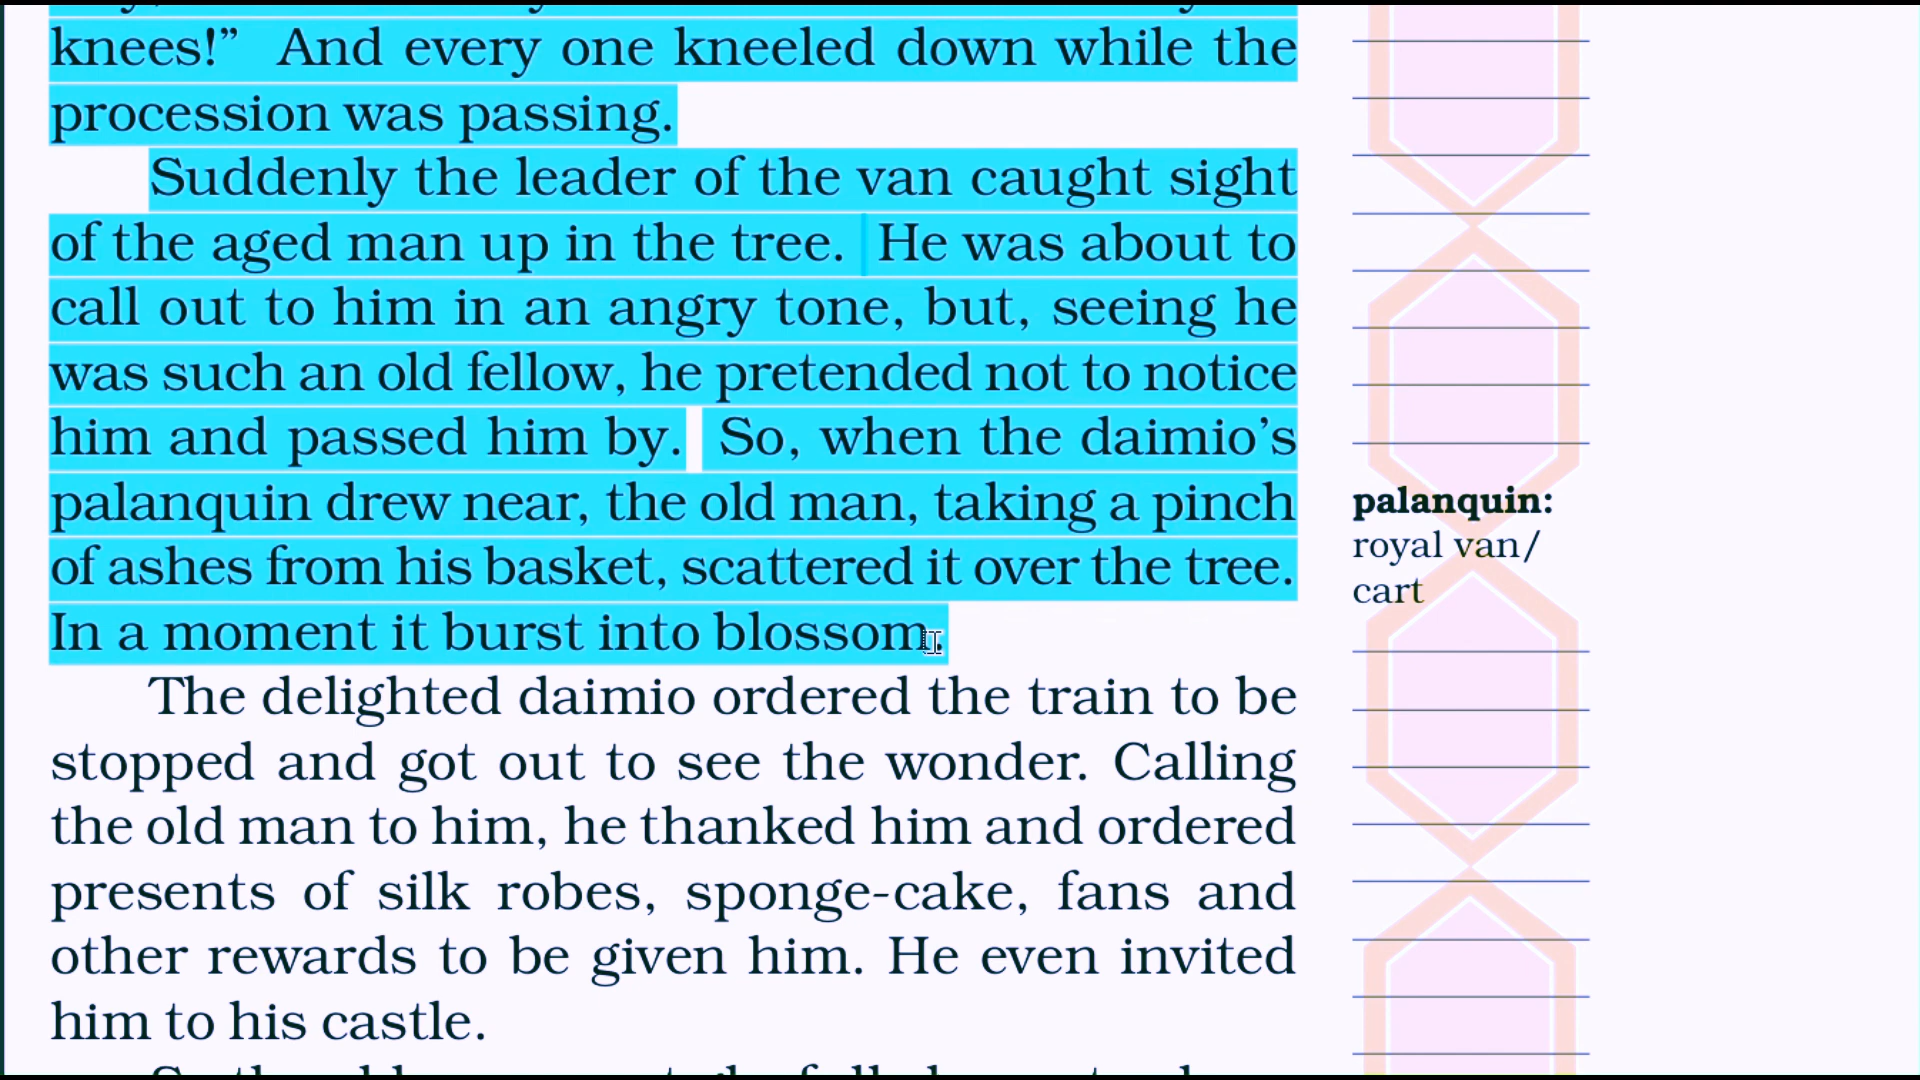 knees!” And every one kneeled down while the
procession was passing.
Suddenly the leader of the van caught sight
of the aged man up in the tree. He was about to
call out to him in an angry tone, but, seeing he
was such an old fellow, he pretended not to notice
him and passed him by. So, when the daimio’s
palanquin drew near, the old man, taking a pinch
of ashes from his basket, scattered it over the tree.
In a moment it burst into blossom.
The delighted daimio ordered the train to be
stopped and got out to see the wonder. Calling
the old man to him, he thanked him and ordered
presents of silk robes, sponge-cake, fans and
other rewards to be given him. He even invited
him to his castle.
palanquin:
royal van/
cart